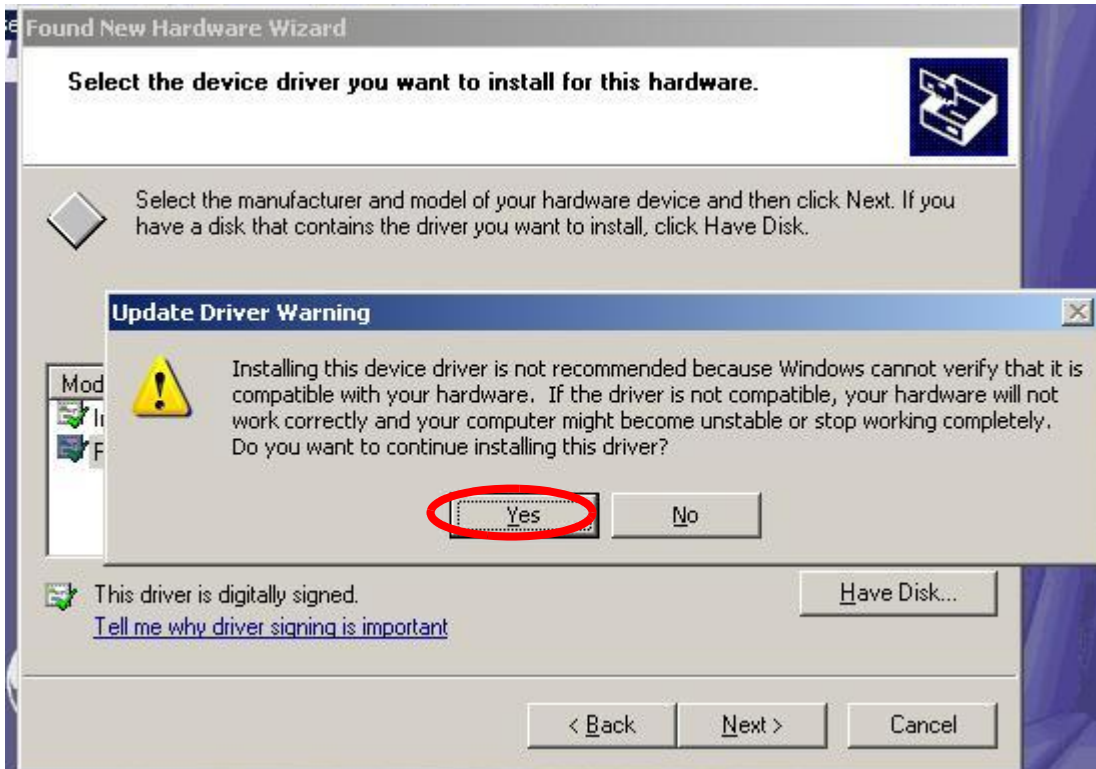 Found New Hardware Wizard
Select the device driver you want to install for this hardware.
Select the manufacturer and model of your hardware device and then click Next. If you
have a disk that contains the driver you want to install, click Have Disk.
Update Driver Warning
Installing this device driver is not recommended because Windows cannot verify that it is
compatible with your hardware. If the driver is not compatible, your hardware will not
work correctly and your computer might become unstable or stop working completely.
Do you want to continue installing this driver?
Yes No
This driver is digitally signed.
Have Disk...
Tell me why driver signing is important
< Back Next > Cancel